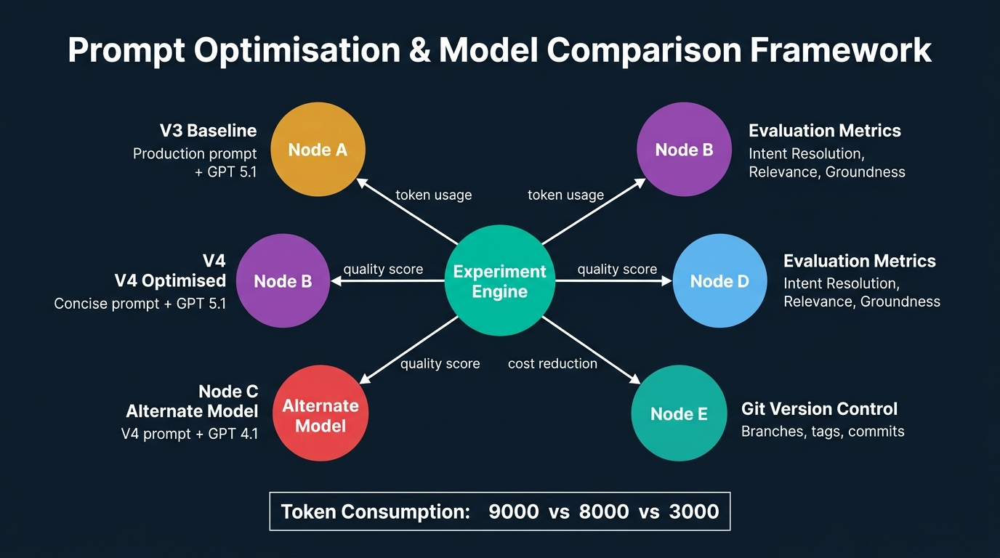 Prompt Optimisation & Model Comparison Framework
V3 Baseline
Production prompt
+ GPT 5.1
Node A
Node B
Evaluation Metrics
Intent Resolution,
Relevance, Groundness
token usage
token usage
V4
V4 Optimised
Concise prompt + GPT 5.1
Node B
quality score
Experiment
Engine
quality score
Node D
Evaluation Metrics
Intent Resolution,
Relevance, Groundness
quality score
cost reduction
Node C
Alternate Model
V4 prompt + GPT 4.1
Alternate
Model
Node E
Git Version Control
Branches, tags, commits
Token Consumption: 9000 vs 8000 vs 3000